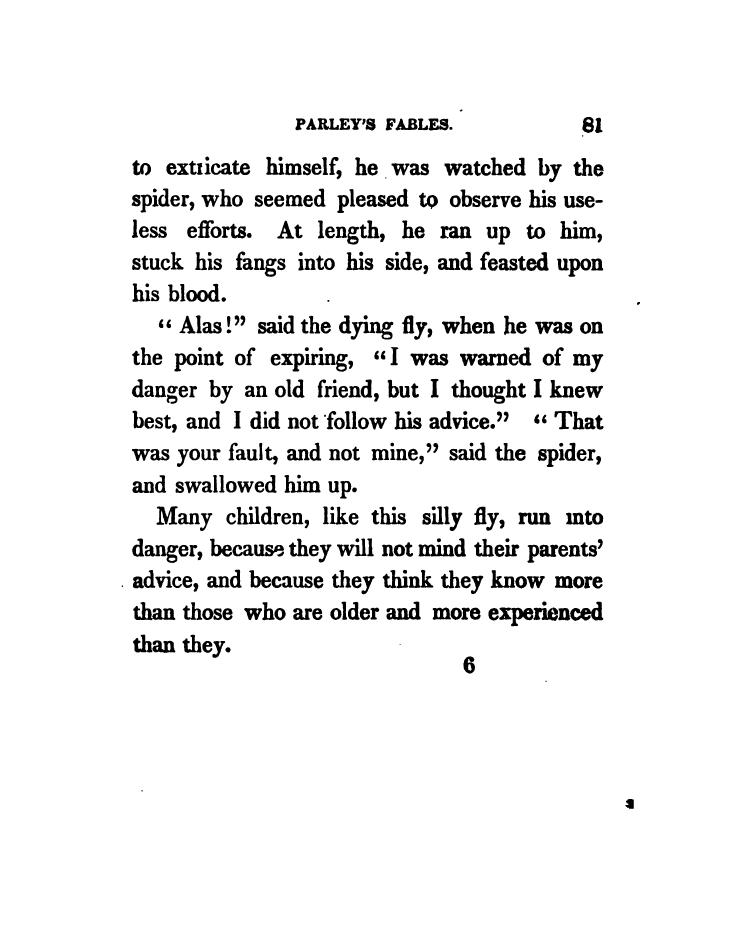 PARLEY'S FABLES. 81
to extricate himself, he was watched by the
spider, who seemed pleased to observe his use-
less efforts. At length, he ran up to him,
stuck his fangs into his side, and feasted upon
his blood.
“ Alas!” said the dying fly, when he was on
the point of expiring, “I was warned of my
danger by an old friend, but I thought I knew
best, and I did not follow his advice.” “ That
was your fault, and not mine,” said the spider,
and swallowed him up.
Many children, like this silly fly, run into
danger, because they will not mind their parents’
advice, and because they think they know more
than those who are older and more experienced
than they.
6